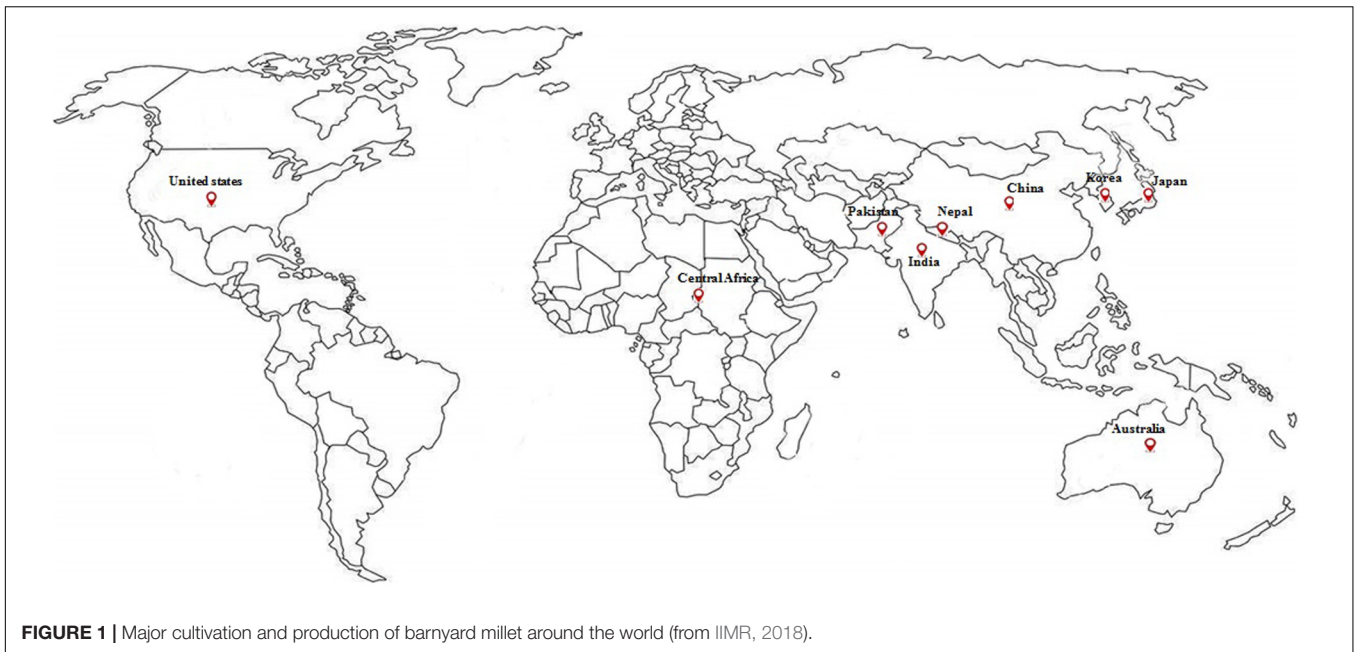 United states
Korea
Japan
China
Pakistan
Nepal
India
Central Africa
Australia
FIGURE 1 | Major cultivation and production of barnyard millet around the world (from IIMR, 2018).